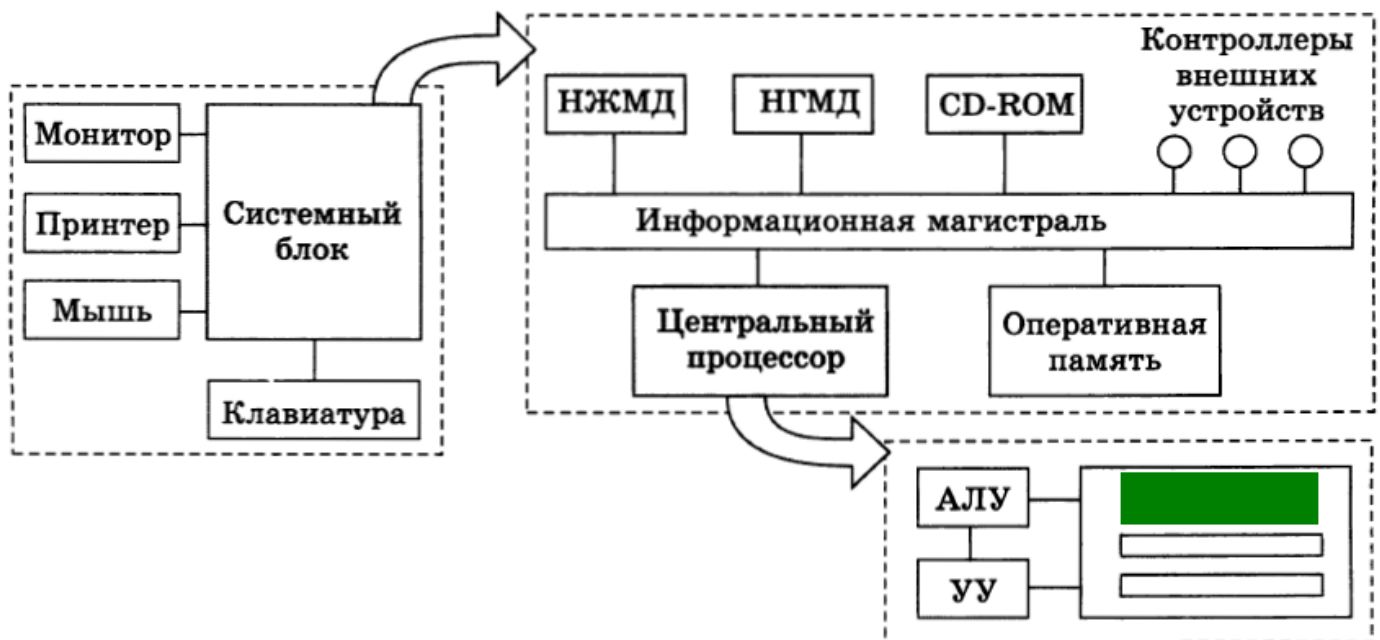 Монитор
Принтер
Мышь
Системный
блок
Клавиатура
НЖМД
НГМД
CD-ROM
Контроллеры
внешних
устройств
Информационная магистраль
Центральный
процессор
Оперативная
память
АЛУ
УУ